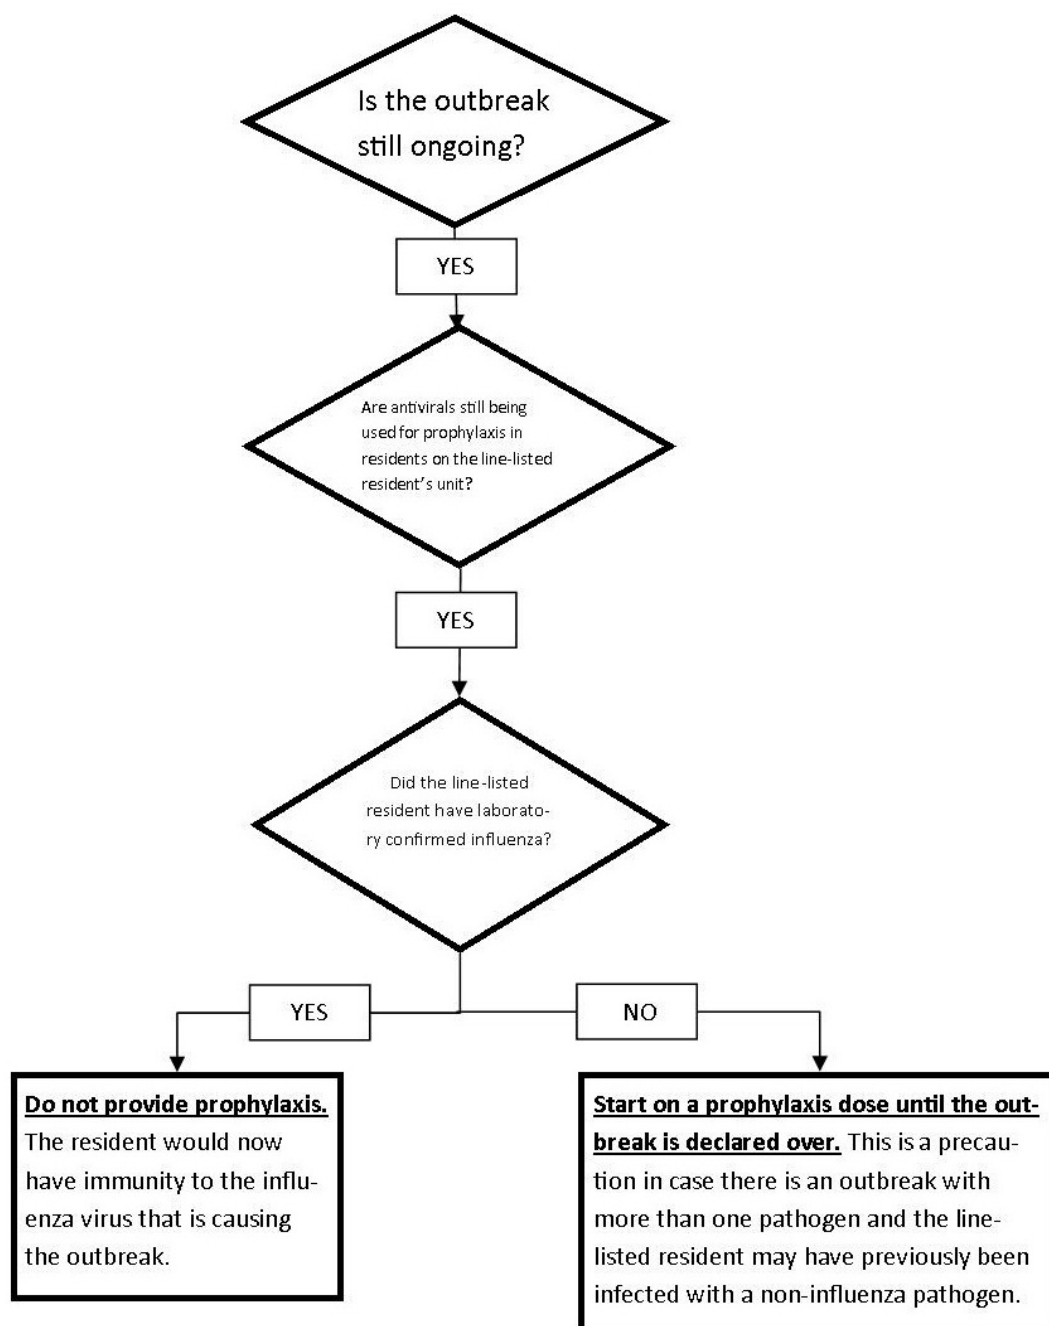 Is the outbreak
still ongoing?
YES
Are antivirals still being
used for prophylaxis in
residents on the line-listed
resident's unit?
YES
Did the line-listed
resident have laborato-
ry confirmed influenza?
YES
NO
Do not provide prophylaxis.
The resident would now
have immunity to the influ-
enza virus that is causing
the outbreak.
Start on a prophylaxis dose until the out-
break is declared over. This is a precau-
tion in case there is an outbreak with
more than one pathogen and the line-
listed resident may have previously been
infected with a non-influenza pathogen.